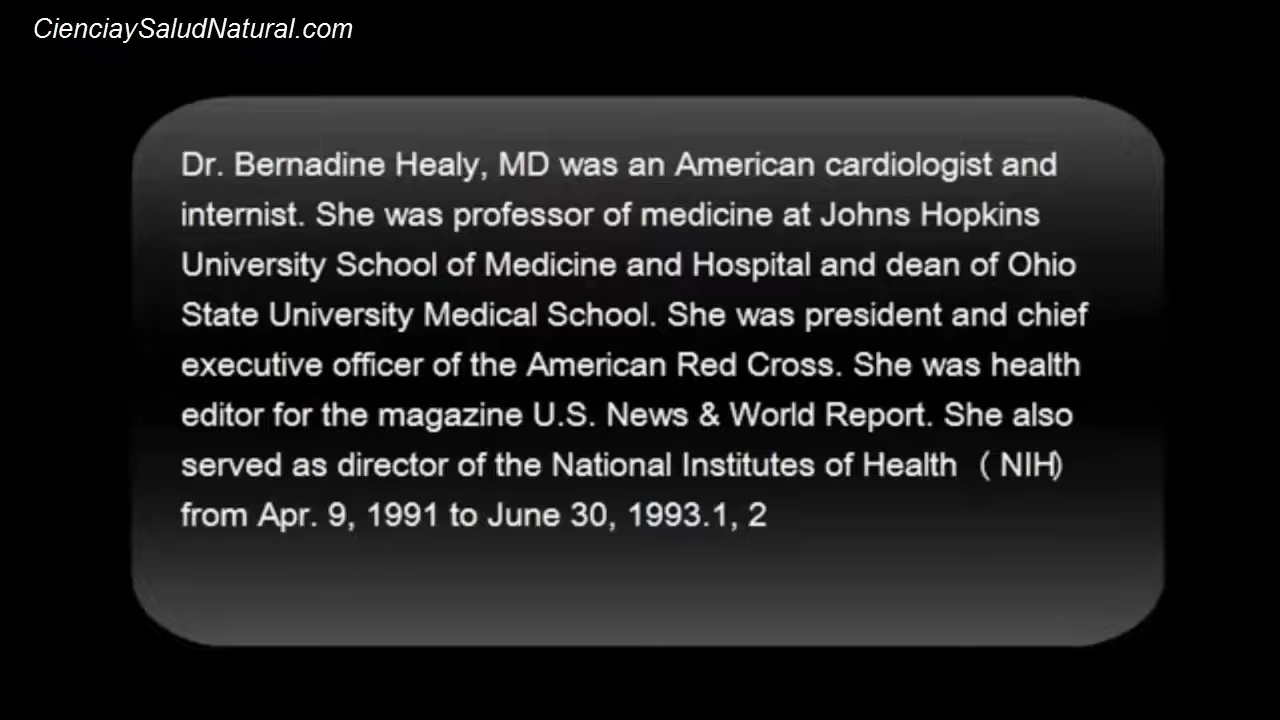 CienciaySaludNatural.com
Dr. Bernadine Healy, MD was an American cardiologist and
internist. She was professor of medicine at Johns Hopkins
University School of Medicine and Hospital and dean of Ohio
State University Medical School. She was president and chief
executive officer of the American Red Cross. She was health
editor for the magazine U.S. News & World Report. She also
served as director of the National Institutes of Health ( NIH)
from Apr. 9, 1991 to June 30, 1993.1, 2